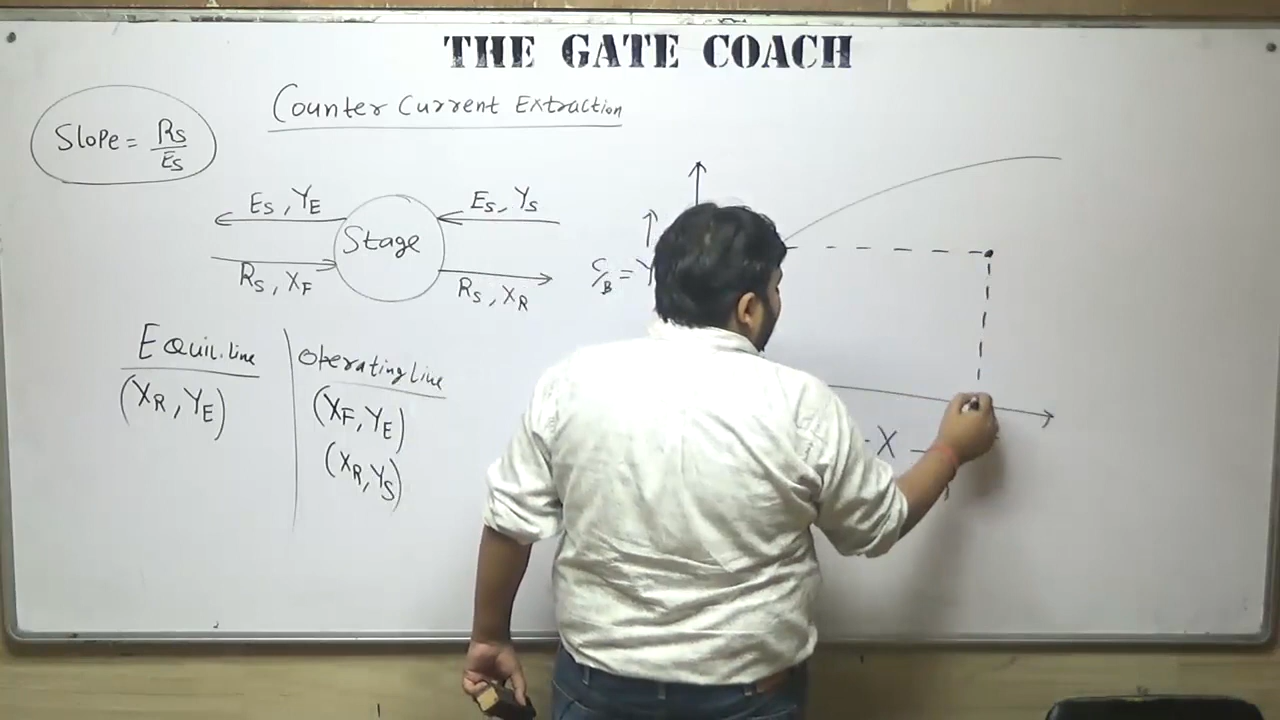 THE GATE COACH
Counter Current Extraction
Slope = Rs/Es
Es, YE
Es, Ys
Stage
Rs, XF
Rs, XR
Equil. line
(XR, YE)
Operating Line
(XF, YE)
(XR, YS)
C/B = Y
X